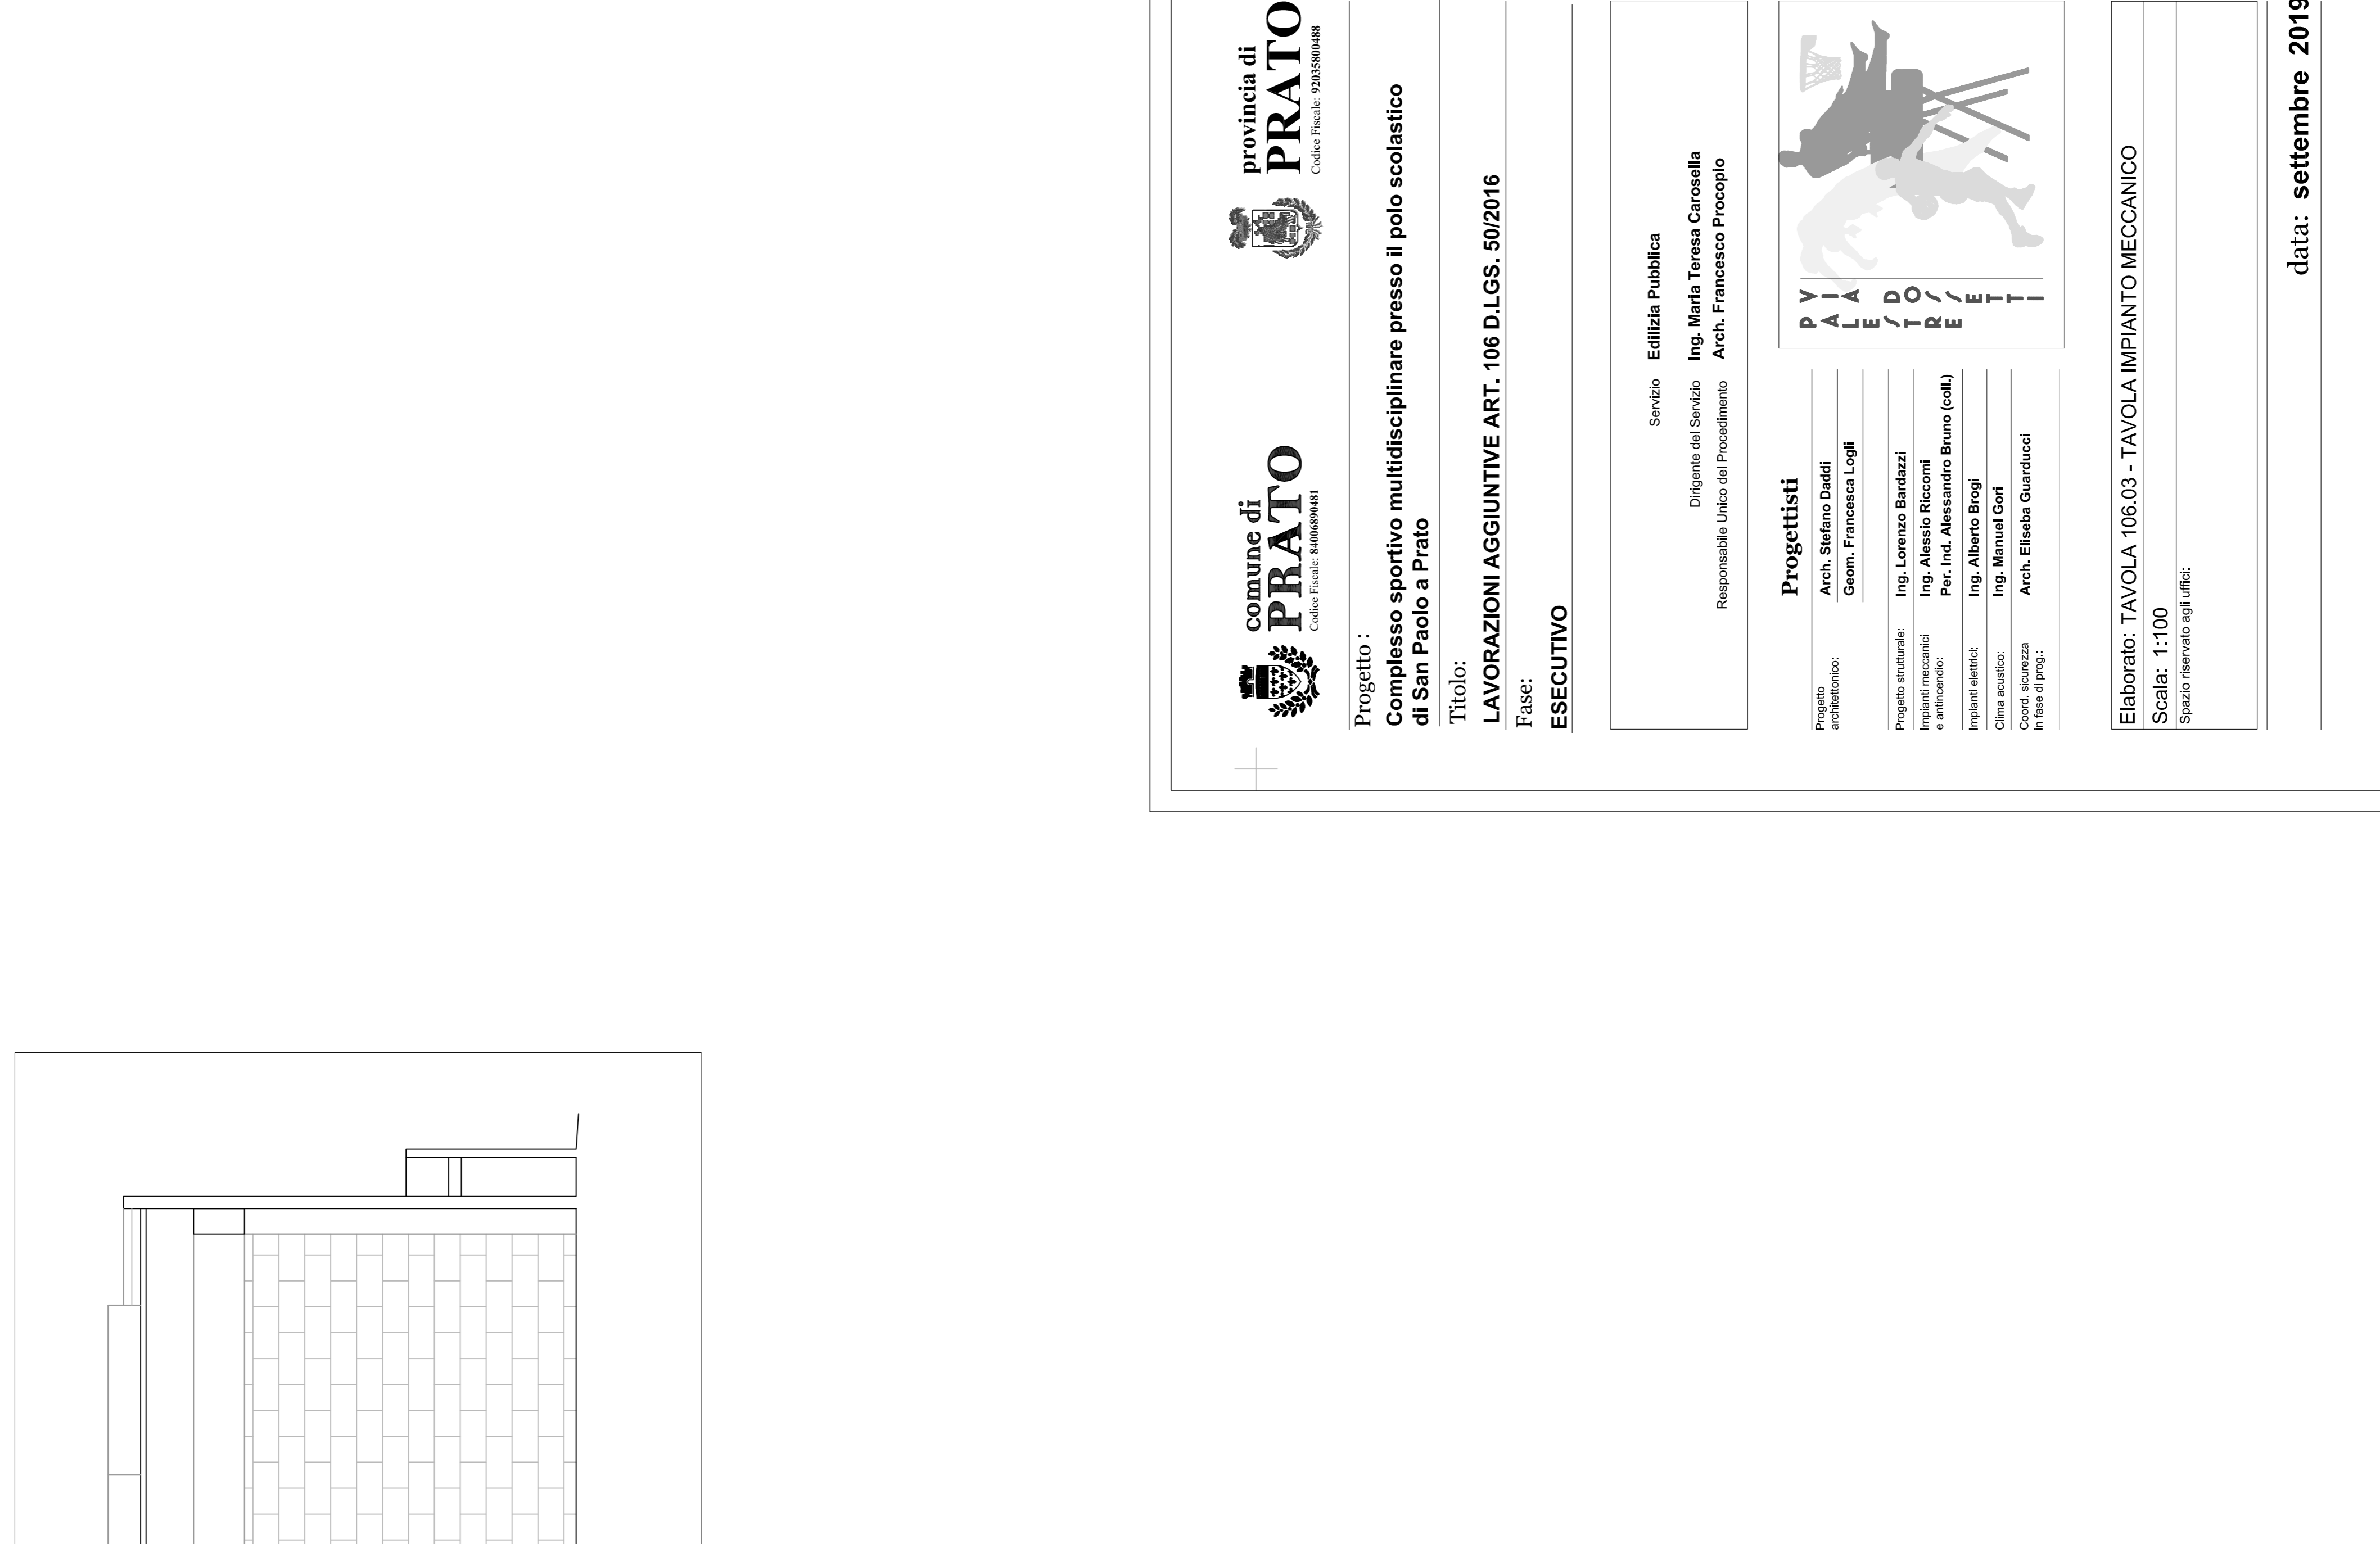 comune di
PRATO
Codice Fiscale: 84006890481
provincia di
PRATO
Codice Fiscale: 92035800488
Progetto :
Complesso sportivo multidisciplinare presso il polo scolastico
di San Paolo a Prato
Titolo:
LAVORAZIONI AGGIUNTIVE ART. 106 D.LGS. 50/2016
Fase:
ESECUTIVO
Servizio Edilizia Pubblica
Dirigente del Servizio Ing. Maria Teresa Carosella
Responsabile Unico del Procedimento Arch. Francesco Procopio
Progettisti
Progetto
architettonico:
Arch. Stefano Daddi
Geom. Francesca Logli
Progetto strutturale: Ing. Lorenzo Bardazzi
Impianti meccanici
e antincendio:
Ing. Alessio Ricconi
Per. Ind. Alessandro Bruno (coll.)
Impianti elettrici: Ing. Alberto Brogi
Clima acustico: Ing. Manuel Gori
Coord. sicurezza
in fase di prog.:
Arch. Eliseba Guarducci
PALESTRE
VIA DOSSETTI
Elaborato: TAVOLA 106.03 - TAVOLA IMPIANTO MECCANICO
Scala: 1:100
Spazio riservato agli uffici:
data: settembre 2019